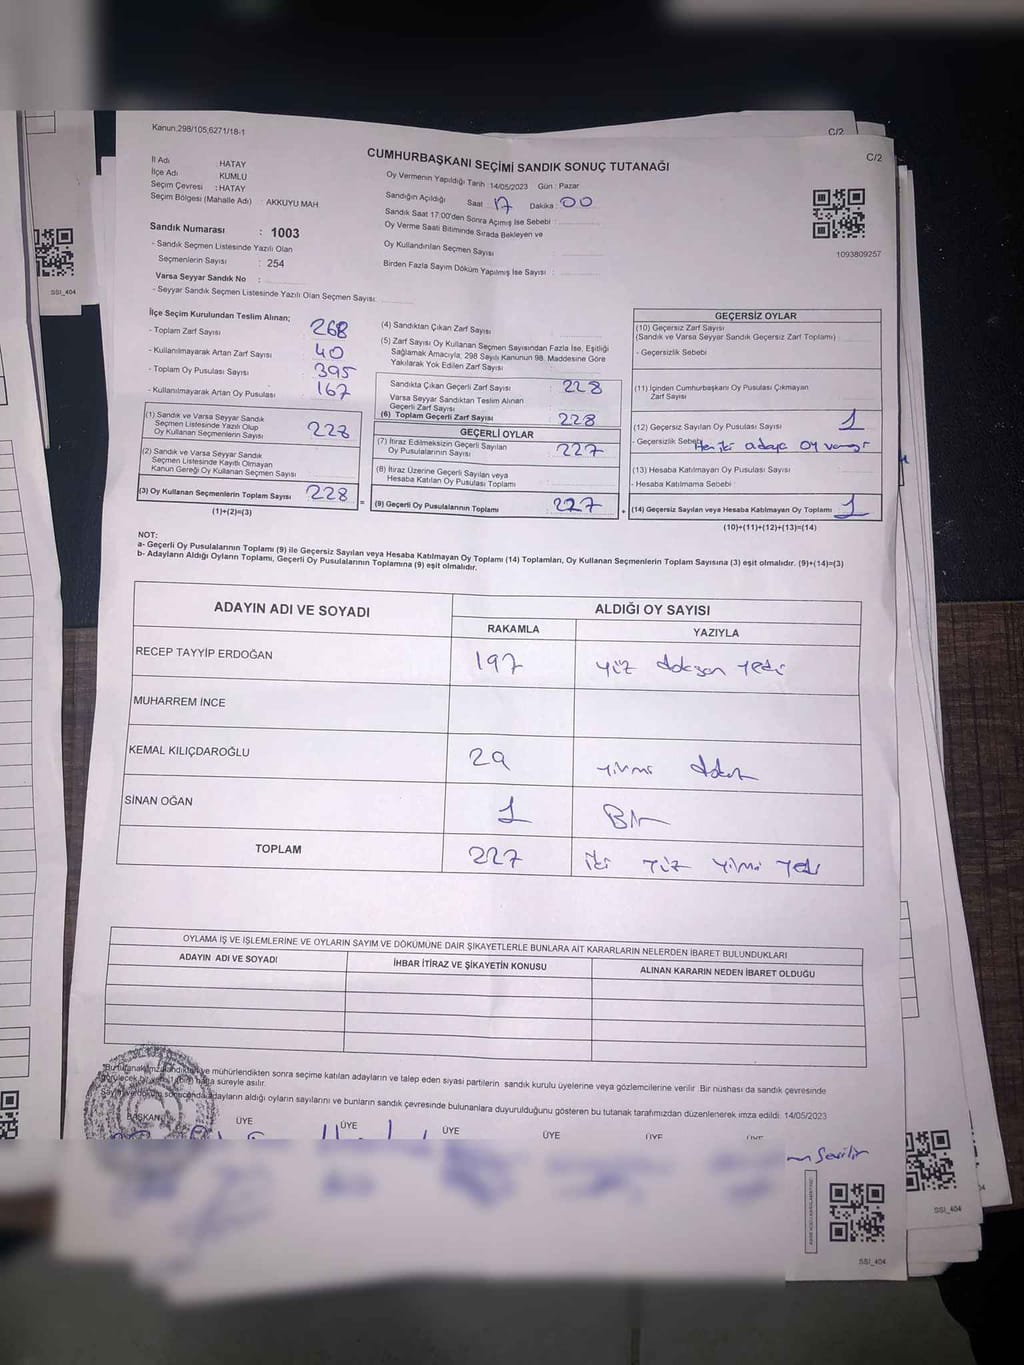 Kanun.298/105;6271/18-1
C/2
C/2
CUMHURBAŞKANI SEÇİMİ SANDIK SONUÇ TUTANAĞI
İl Adı : HATAY
İlçe Adı : KUMLU
Seçim Çevresi : HATAY
Seçim Bölgesi (Mahalle Adı) : AKKUYU MAH.
Oy Vermenin Yapıldığı Tarih : 14/05/2023 Gün : Pazar
Sandığın Açıldığı Saat : 17 Dakika : 00
Sandık Saat 17:00'den Sonra Açımış İse Sebebi :
Oy Verme Saati Bitiminde Sırada Bekleyen ve
Oy Kullandırılan Seçmen Sayısı
Birden Fazla Sayım Döküm Yapılmış İse Sayısı :
1093809257
Sandık Numarası : 1003
- Sandık Seçmen Listesinde Yazılı Olan
Seçmenlerin Sayısı : 254
Varsa Seyyar Sandık No :
- Seyyar Sandık Seçmen Listesinde Yazılı Olan Seçmen Sayısı:
SSI_404
İlçe Seçim Kurulundan Teslim Alınan;
- Toplam Zarf Sayısı 268
- Kullanılmayarak Artan Zarf Sayısı 40
- Toplam Oy Pusulası Sayısı 395
- Kullanılmayarak Artan Oy Pusulası 167
(1) Sandık ve Varsa Seyyar Sandık
Seçmen Listesinde Yazılı Olup
Oy Kullanan Seçmenlerin Sayısı 228
(2) Sandık ve Varsa Seyyar Sandık
Seçmen Listesinde Kayıtlı Olmayan
Kanun Gereği Oy Kullanan Seçmen Sayısı
(3) Oy Kullanan Seçmenlerin Toplam Sayısı 228
(1)+(2)=(3)
(4) Sandıktan Çıkan Zarf Sayısı
(5) Zarf Sayısı Oy Kullanan Seçmen Sayısından Fazla İse, Eşitliği
Sağlamak Amacıyla, 298 Sayılı Kanunun 98. Maddesine Göre
Yakılarak Yok Edilen Zarf Sayısı
Sandıkta Çıkan Geçerli Zarf Sayısı : 228
Varsa Seyyar Sandıktan Teslim Alınan
Geçerli Zarf Sayısı
(6) Toplam Geçerli Zarf Sayısı : 228
GEÇERLİ OYLAR
(7) İtiraz Edilmeksizin Geçerli Sayılan
Oy Pusulalarının Sayısı : 227
(8) İtiraz Üzerine Geçerli Sayılan veya
Hesaba Katılan Oy Pusulası Toplamı
(9) Geçerli Oy Pusulalarının Toplamı 227
GEÇERSİZ OYLAR
(10) Geçersiz Zarf Sayısı
(Sandık ve Varsa Seyyar Sandık Geçersiz Zarf Toplamı)
- Geçersizlik Sebebi
(11) İçinden Cumhurbaşkanı Oy Pusulası Çıkmayan
Zarf Sayısı
(12) Geçersiz Sayılan Oy Pusulası Sayısı 1
- Geçersizlik Sebebi Her iki adaya oy vermiş
(13) Hesaba Katılmayan Oy Pusulası Sayısı
- Hesaba Katılmama Sebebi
(14) Geçersiz Sayılan veya Hesaba Katılmayan Oy Toplamı 1
(10)+(11)+(12)+(13)=(14)
NOT:
a- Geçerli Oy Pusulalarının Toplamı (9) ile Geçersiz Sayılan veya Hesaba Katılmayan Oy Toplamı (14) Toplamları, Oy Kullanan Seçmenlerin Toplam Sayısına (3) eşit olmalıdır. (9)+(14)=(3)
b- Adayların Aldığı Oyların Toplamı, Geçerli Oy Pusulalarının Toplamına (9) eşit olmalıdır.
ADAYIN ADI VE SOYADI
ALDIĞI OY SAYISI
RAKAMLA YAZIYLA
RECEP TAYYİP ERDOĞAN 197 yüz doksan yedi
MUHARREM İNCE
KEMAL KILIÇDAROĞLU 29 yirmi dokuz
SİNAN OĞAN 1 Bir
TOPLAM 227 iki yüz yirmi yedi
OYLAMA İŞ VE İŞLEMLERİNE VE OYLARIN SAYIM VE DÖKÜMÜNE DAİR ŞİKAYETLERLE BUNLARA AİT KARARLARIN NELERDEN İBARET BULUNDUKLARI
ADAYIN ADI VE SOYADI
İHBAR İTİRAZ VE ŞİKAYETİN KONUSU
ALINAN KARARIN NEDEN İBARET OLDUĞU
mühürlendikten sonra seçime katılan adayların ve talep eden siyasi partilerin sandık kurulu üyelerine veya gözlemcilerine verilir. Bir nüshası da sandık çevresinde
süreyle asılır.
adayların aldığı oyların sayılarını ve bunların sandık çevresinde bulunanlara duyurulduğunu gösteren bu tutanak tarafımızdan düzenlenerek imza edildi. 14/05/2023
BAŞKAN ÜYE ÜYE ÜYE ÜYE ÜYE ÜYE
SSI_404
SSI_404